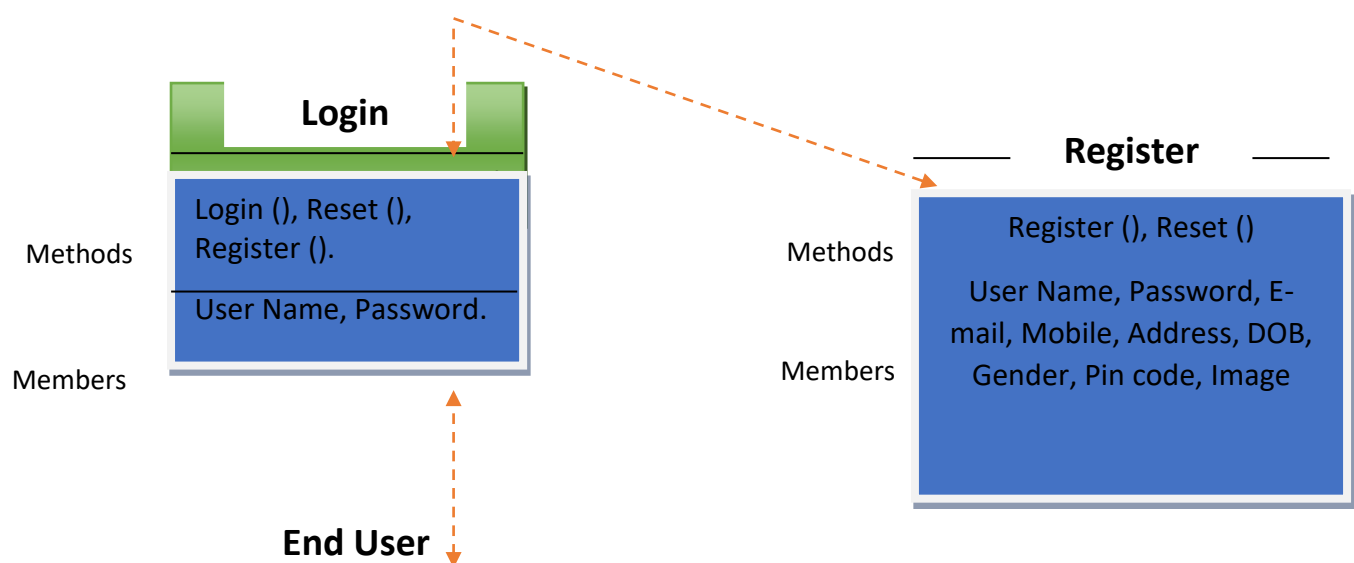 Login
Login (), Reset (),
Register ().
Methods
User Name, Password.
Members
Register
Register (), Reset ()
Methods
User Name, Password, E-
mail, Mobile, Address, DOB,
Members
Gender, Pin code, Image
End User